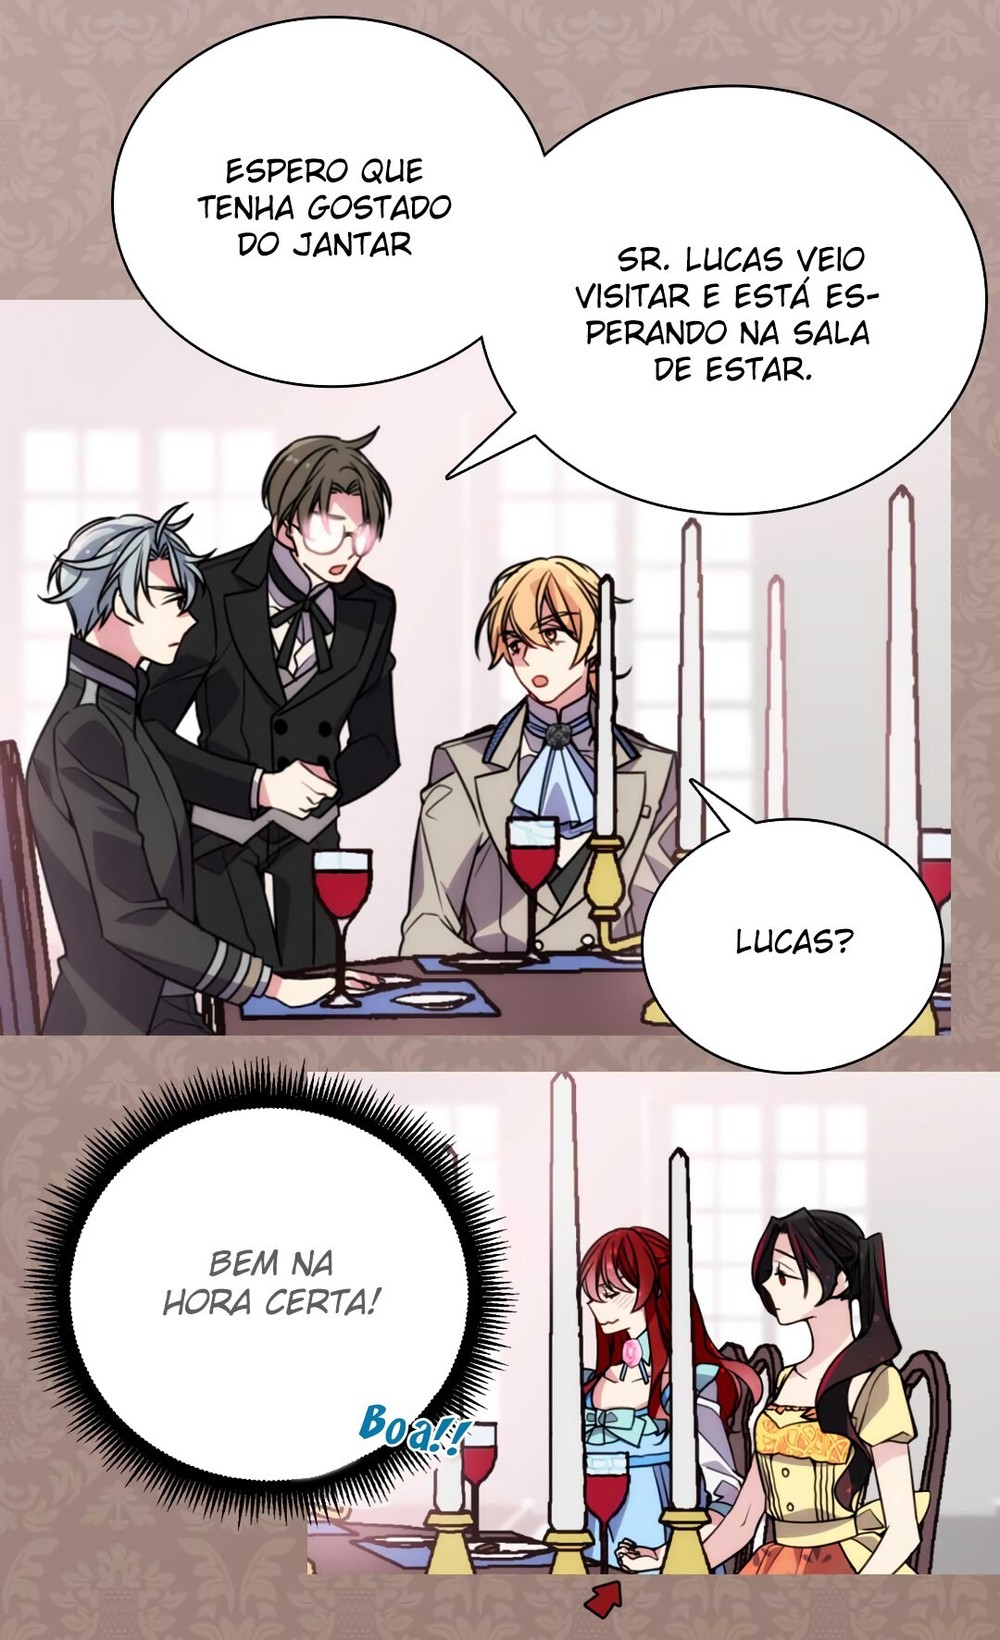 ESPERO QUE
TENHA GOSTADO
DO JANTAR
SR. LUCAS VEIO
VISITAR E ESTÁ ES-
PERANDO NA SALA
DE ESTAR.
LUCAS?
BEM NA
HORA CERTA!
Boa!!